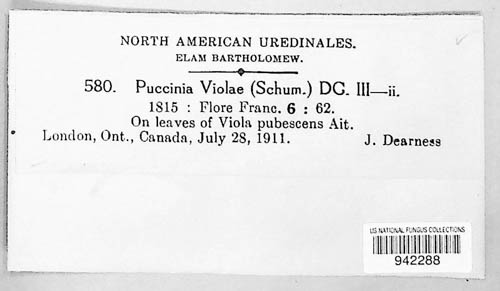 NORTH AMERICAN UREDINALES.
ELAM BARTHOLOMEW.
580. Puccinia Violae (Schum.) DC. III—ii.
1815 : Flore Franc. 6 : 62.
On leaves of Viola pubescens Ait.
London, Ont., Canada, July 28, 1911. J. Dearness
US NATIONAL FUNGUS COLLECTIONS
942288